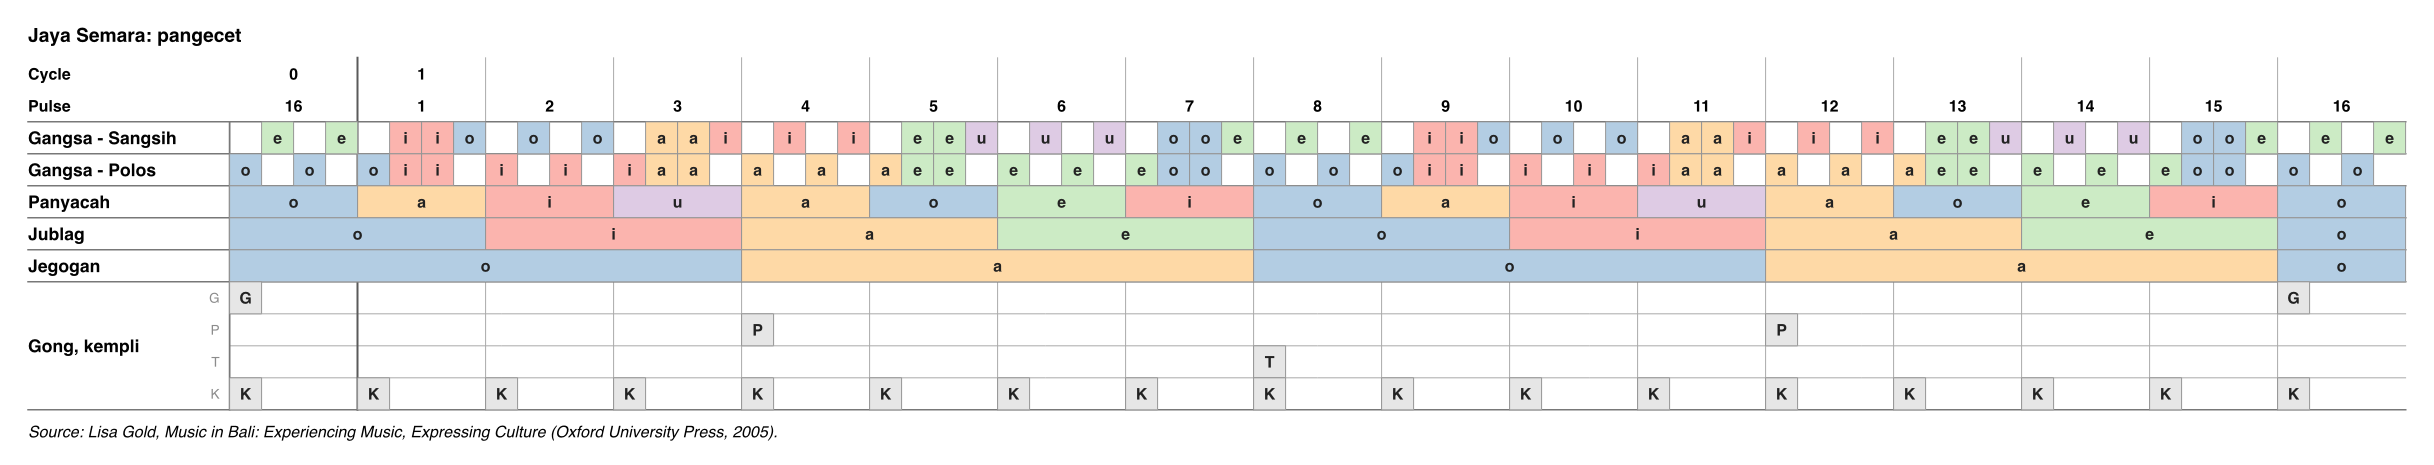 Jaya Semara: pangecet
Cycle 0 1
Pulse 16 1 2 3 4 5 6 7 8 9 10 11 12 13 14 15 16
Gangsa - Sangsih e e i i o o o a a i i i e e u u u o o e e e i i o o o a a i i i e e u u u o o e e e
Gangsa - Polos o o o i i i i i a a a a a e e e e e o o o o o i i i i i a a a a a e e e e e o o o o
Panyacah o a i u a o e i o a i u a o e i o
Jublag o i a e o i a e o
Jegogan o a o a o
G G G
P P P
Gong, kempli
T T
K K K K K K K K K K K K K K K K K K
Source: Lisa Gold, Music in Bali: Experiencing Music, Expressing Culture (Oxford University Press, 2005).